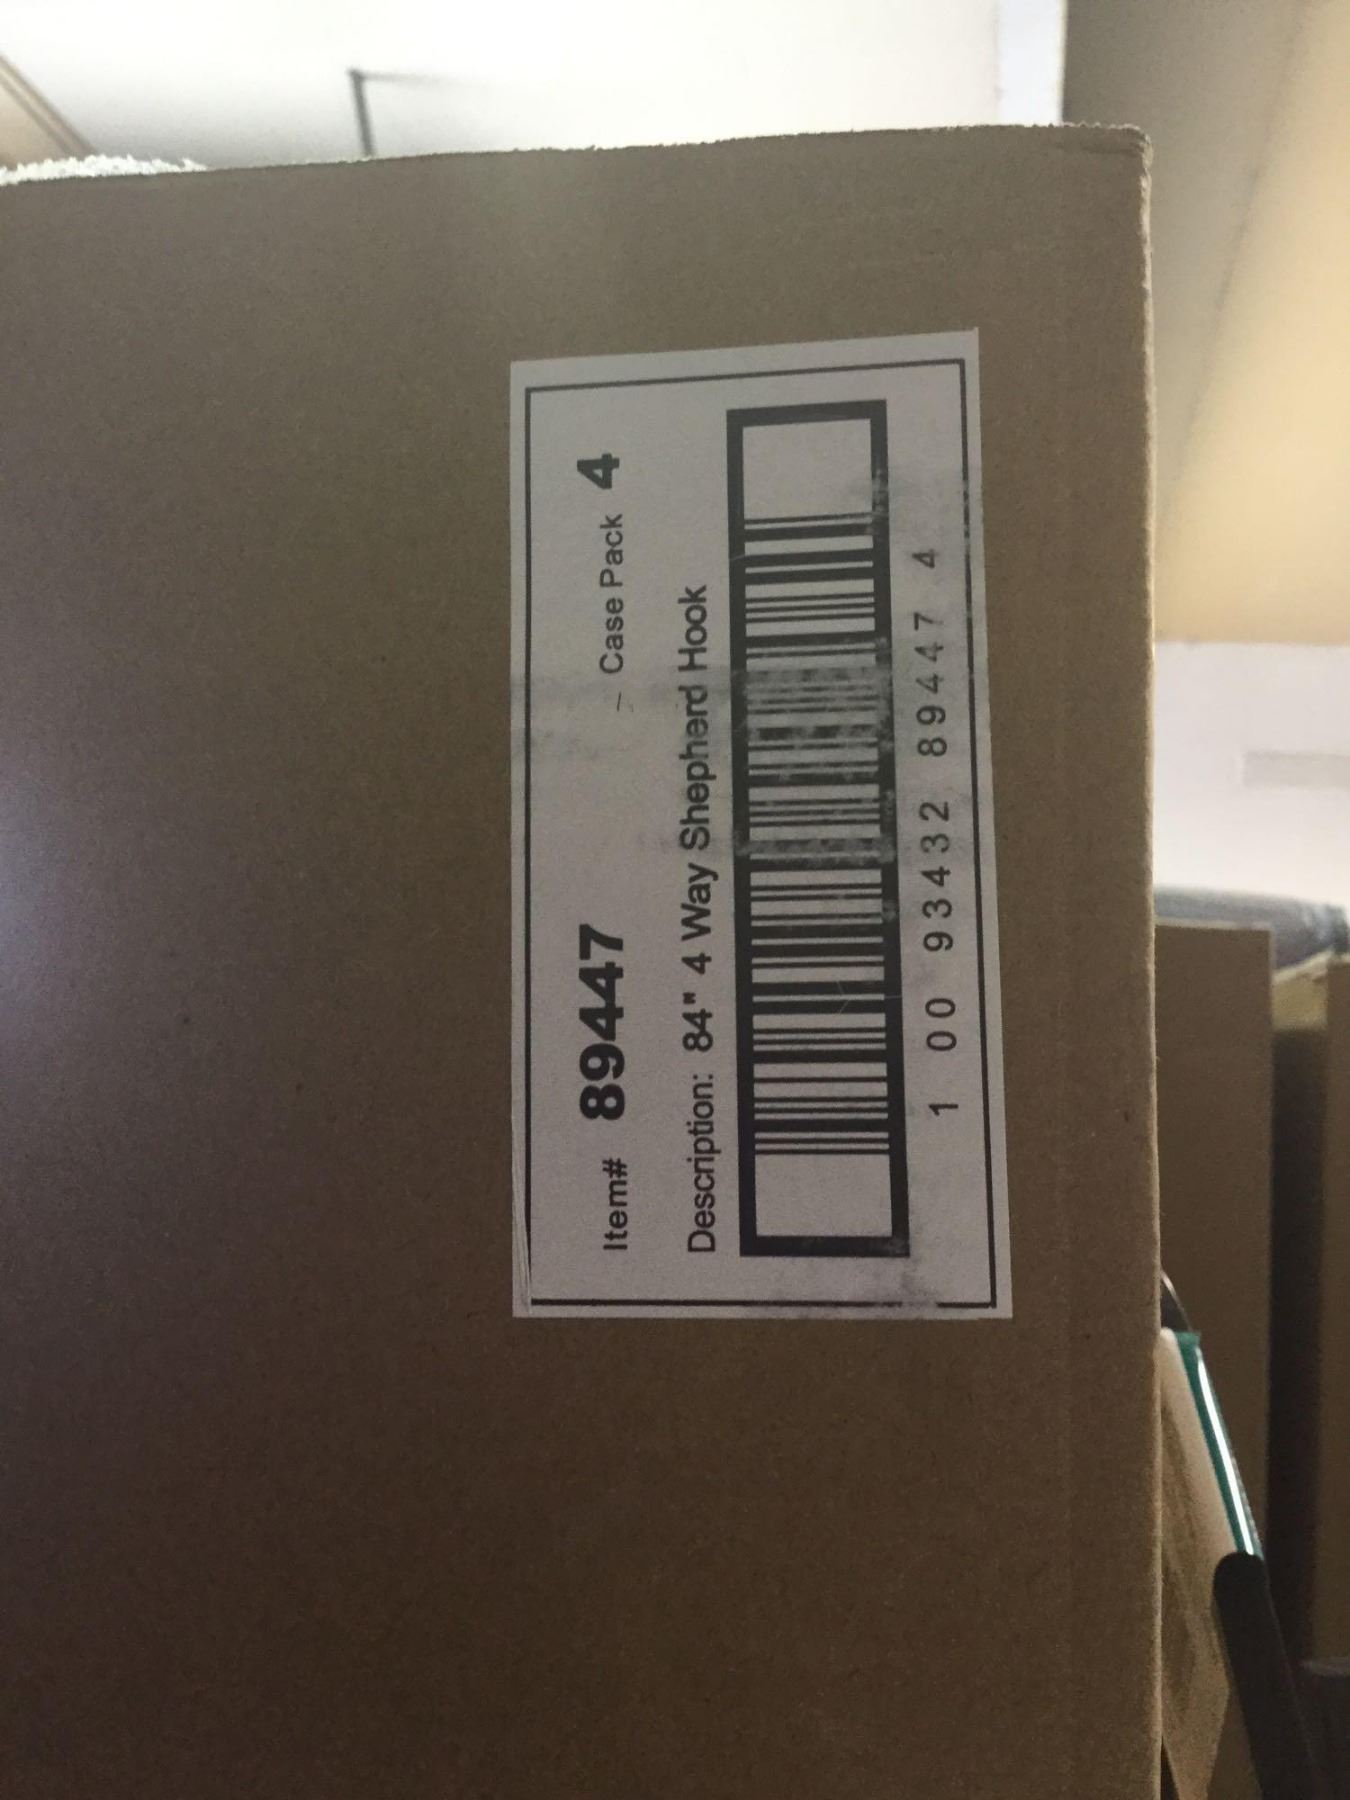 Item# 89447 Case Pack 4
Description: 84" 4 Way Shepherd Hook
1 00 93432 89447 4